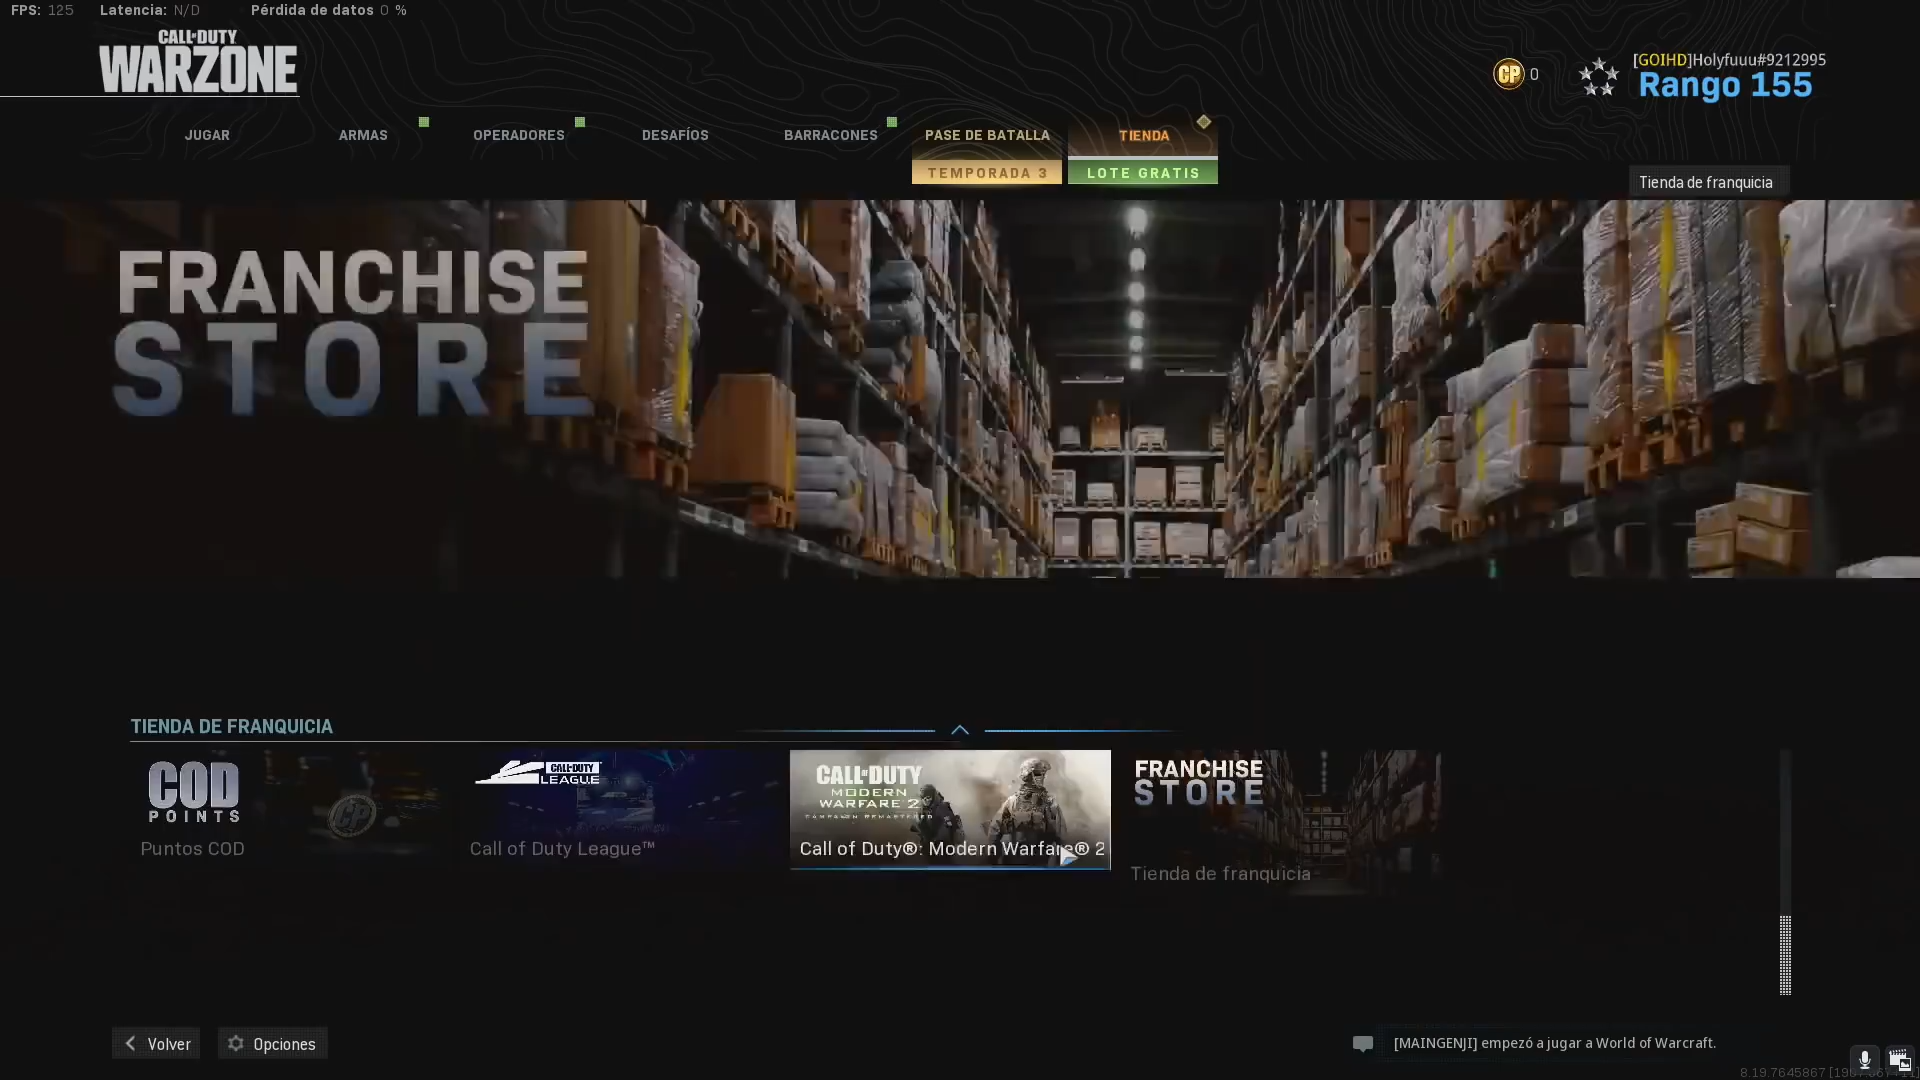 FPS: 125 Latencia: N/D Pérdida de datos 0 %
CALL OF DUTY
WARZONE
0
[GOIHD]Holyfuuu#9212995
Rango 155
JUGAR ARMAS OPERADORES DESAFÍOS BARRACONES PASE DE BATALLA TIENDA
TEMPORADA 3 LOTE GRATIS
Tienda de franquicia
FRANCHISE
STORE
TIENDA DE FRANQUICIA
COD
POINTS
Puntos COD
CALL OF DUTY
LEAGUE
Call of Duty League™
CALL OF DUTY
MODERN
WARFARE 2
CAMPAIGN REMASTERED
Call of Duty®: Modern Warfare® 2
FRANCHISE
STORE
Tienda de franquicia
Volver Opciones
[MAINGENJI] empezó a jugar a World of Warcraft.
8.19.7645867